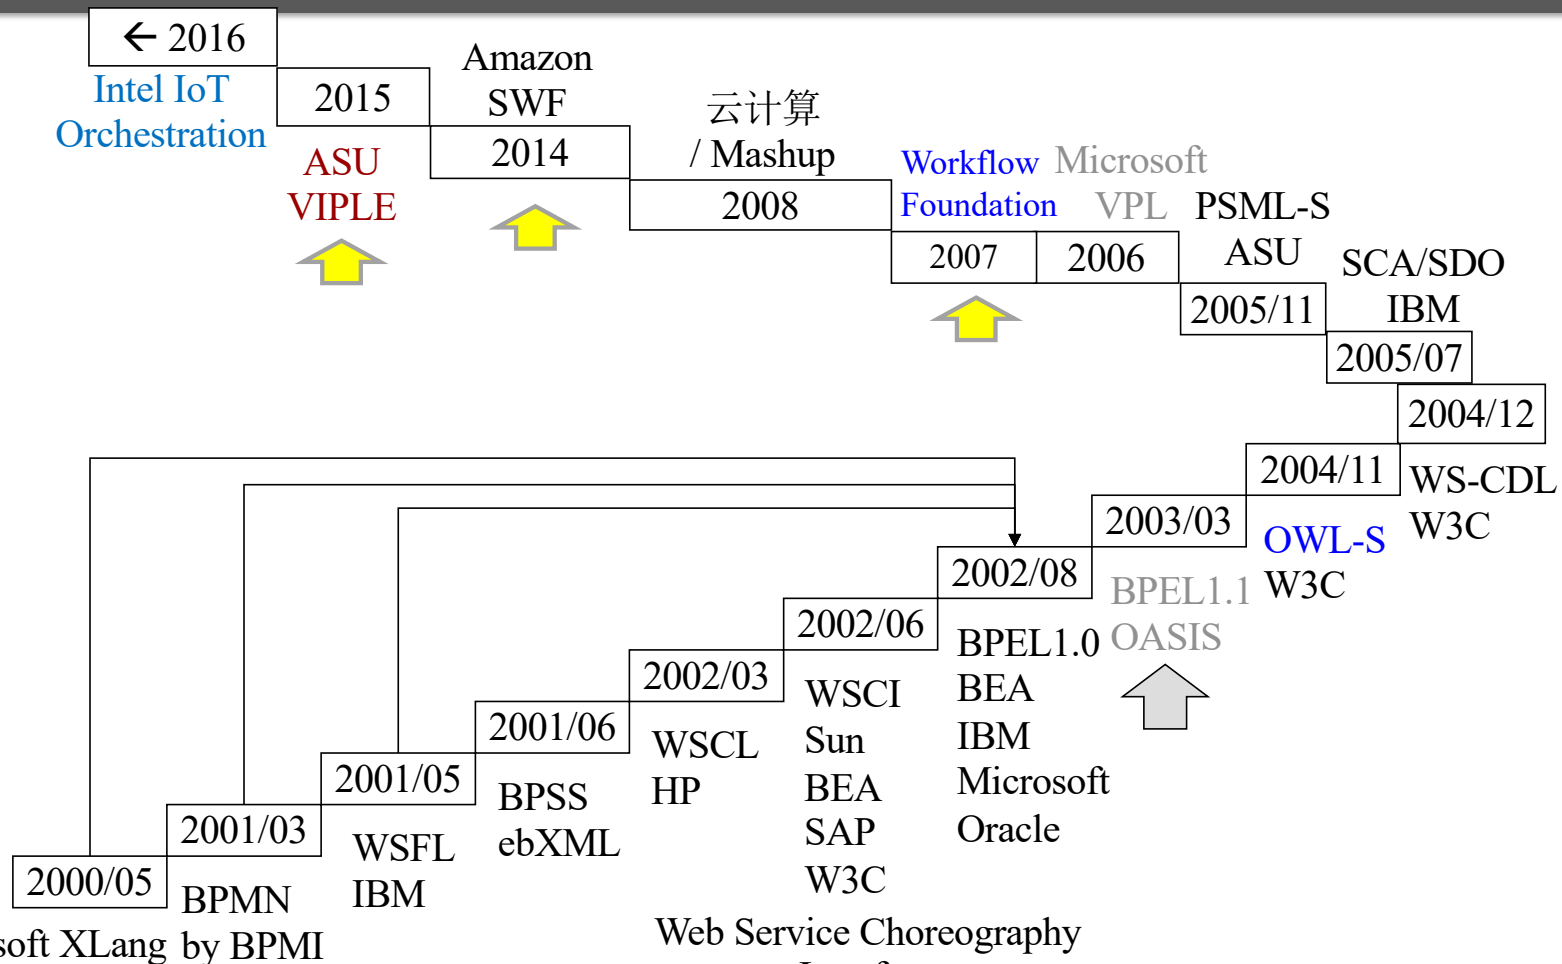 ← 2016
Intel IoT
Orchestration
2015
ASU
VIPLE
Amazon
SWF
2014
云计算
/ Mashup
2008
Workflow
Foundation
2007
Microsoft
VPL
2006
PSML-S
ASU
2005/11
SCA/SDO
IBM
2005/07
2004/12
WS-CDL
W3C
2004/11
OWL-S
W3C
2003/03
BPEL1.1
OASIS
2002/08
BPEL1.0
BEA
IBM
Microsoft
Oracle
2002/06
WSCI
Sun
BEA
SAP
W3C
Web Service Choreography
2002/03
WSCL
HP
2001/06
BPSS
ebXML
2001/05
WSFL
IBM
2001/03
BPMN
by BPMI
2000/05
soft XLang